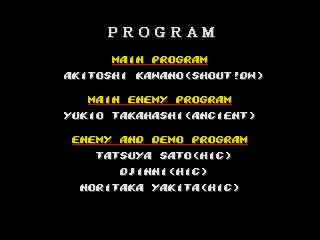 PROGRAM
MAIN PROGRAM
AKITOSHI KAWANO(SHOUT!DW)
MAIN ENEMY PROGRAM
YUKIO TAKAHASHI(ANCIENT)
ENEMY AND DEMO PROGRAM
TATSUYA SATO(HIC)
DJINNI(HIC)
NORITAKA YAKITA(HIC)